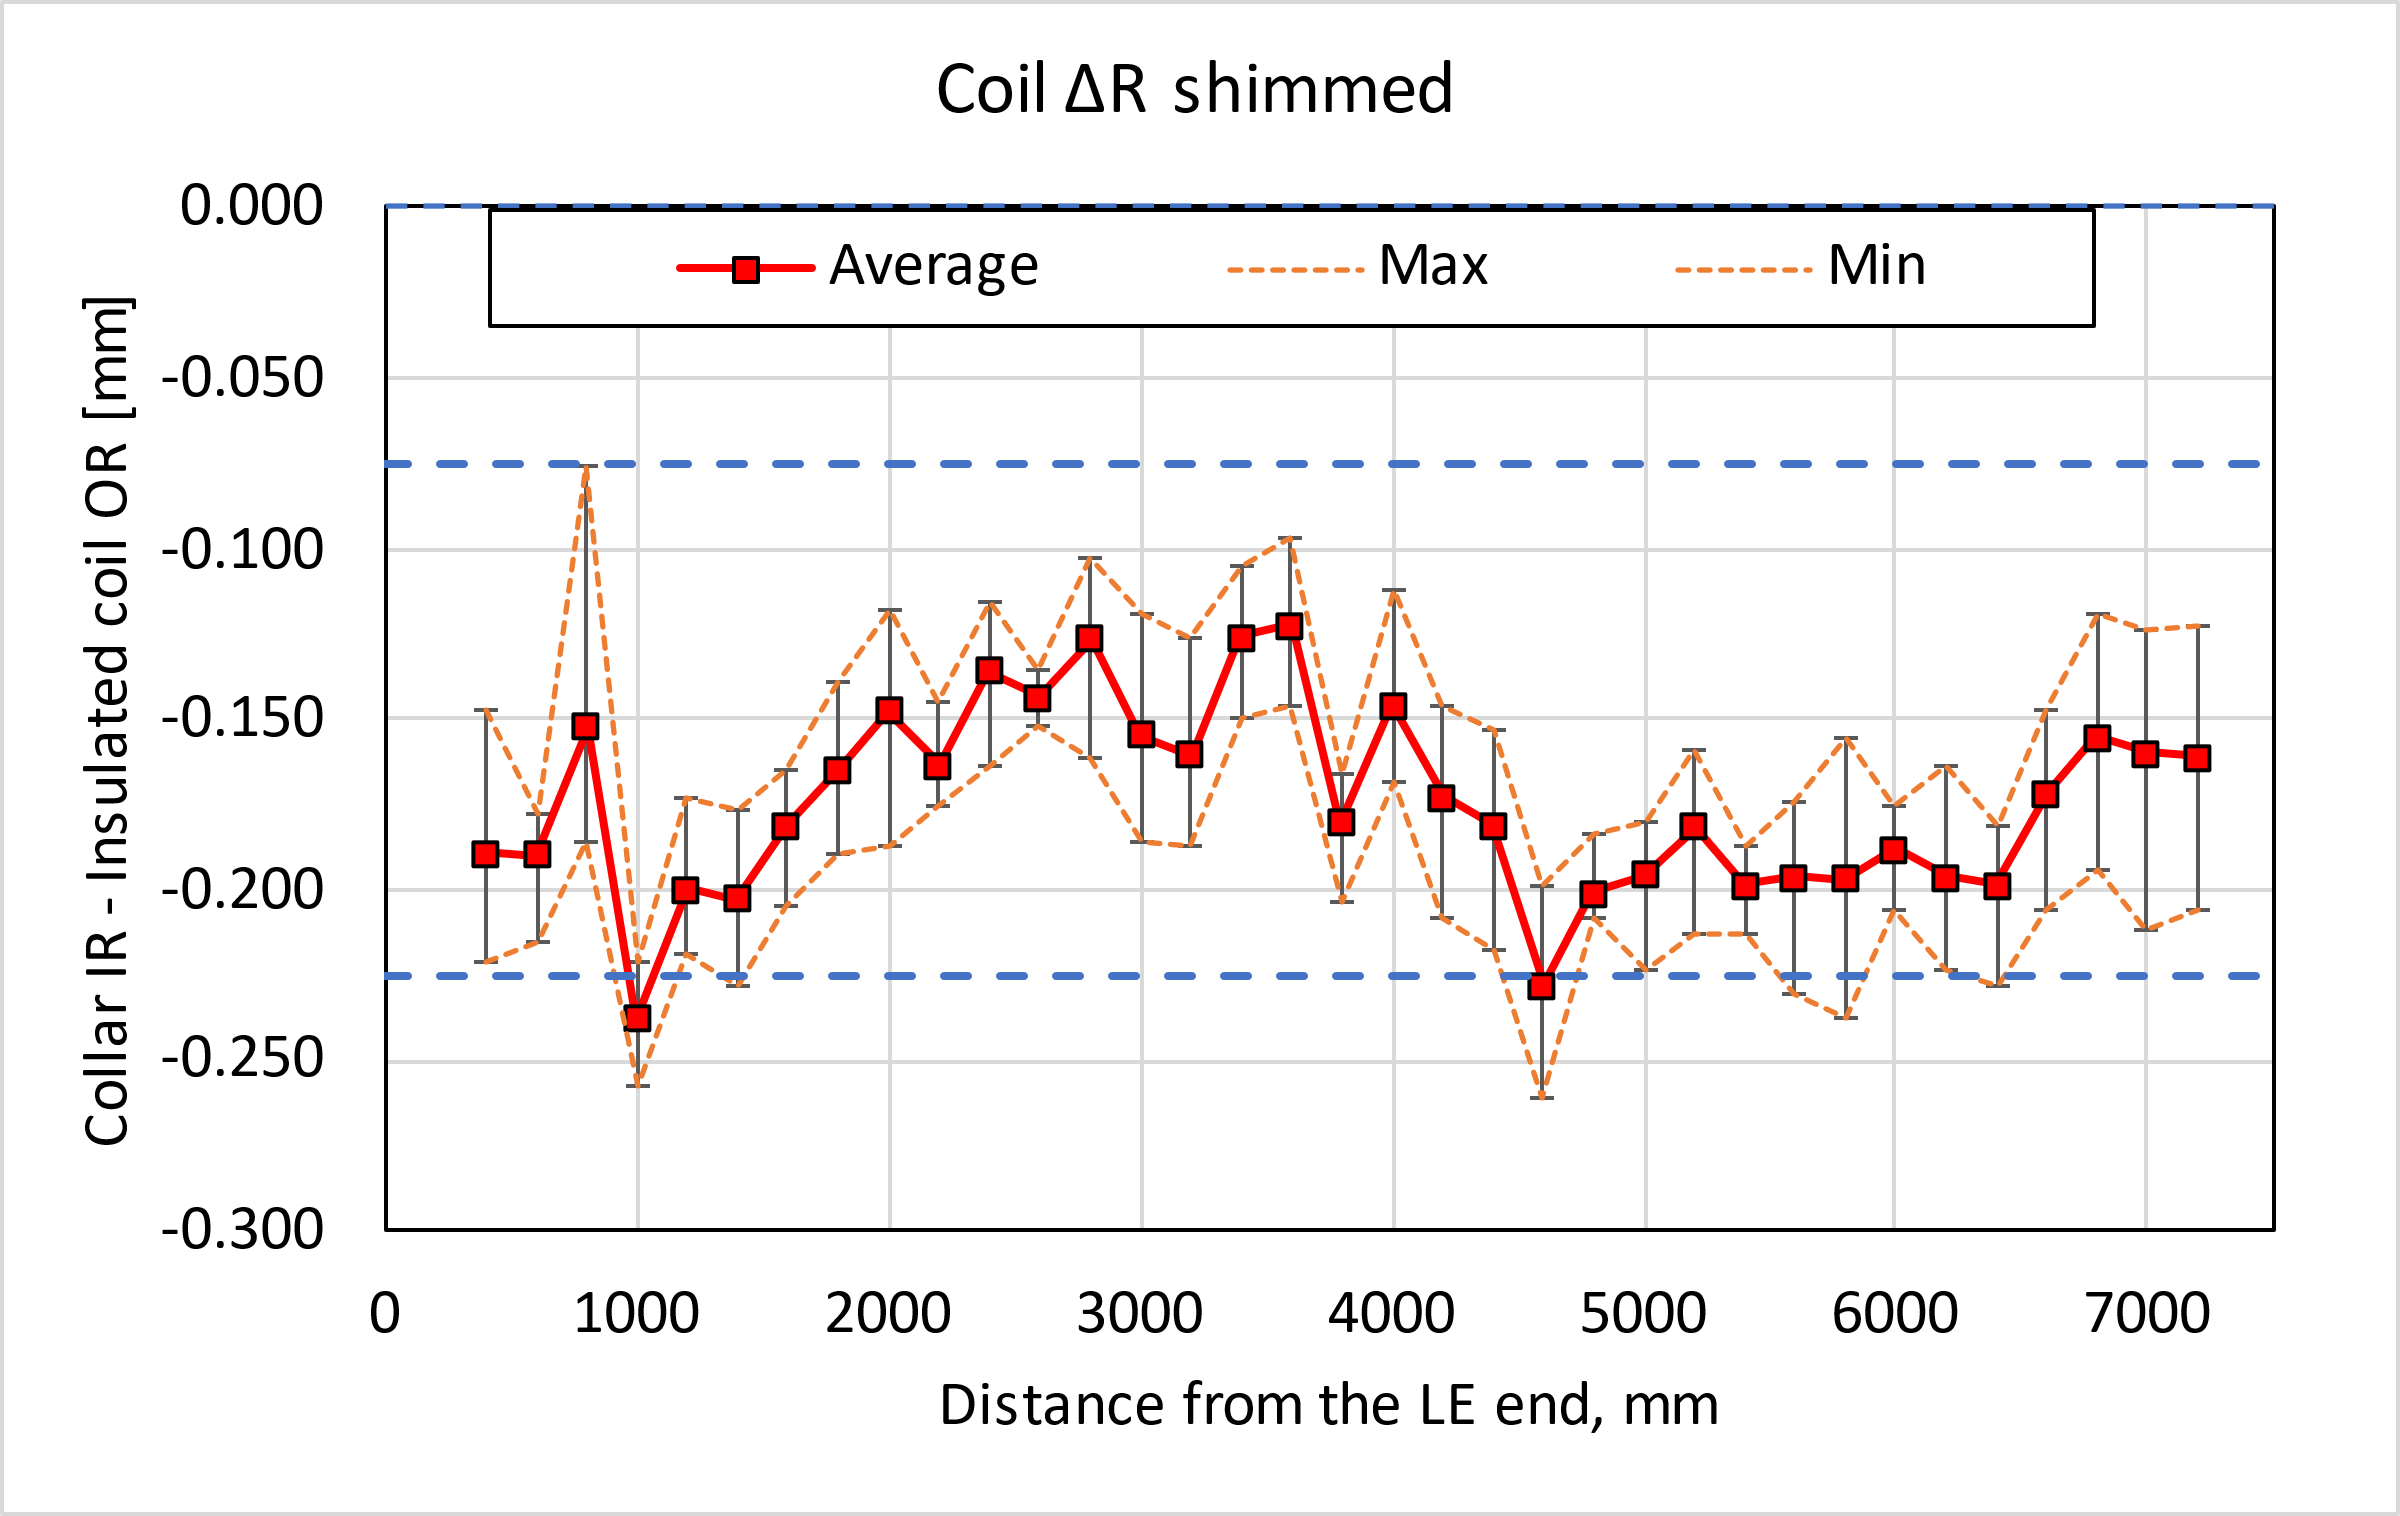 Coil ΔR shimmed
Collar IR - Insulated coil OR [mm]
0.000
-0.050
-0.100
-0.150
-0.200
-0.250
-0.300
Average Max Min
0 1000 2000 3000 4000 5000 6000 7000
Distance from the LE end, mm